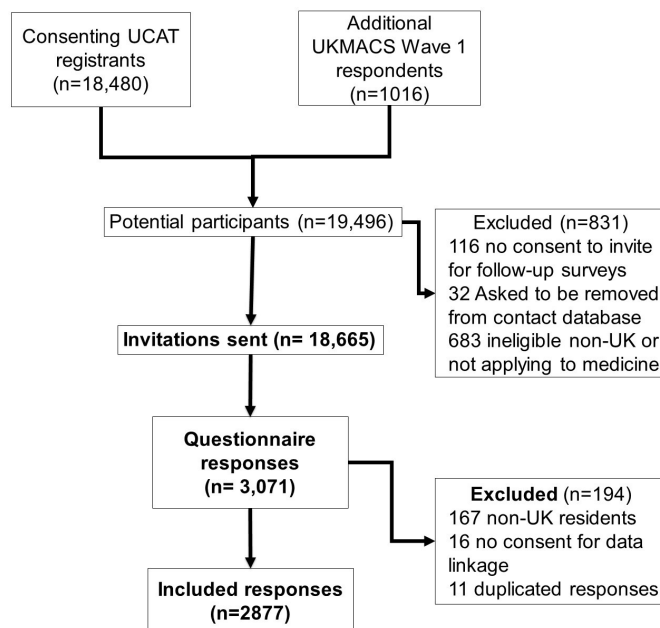 Consenting UCAT
registrants
(n=18,480)
Additional
UKMACS Wave 1
respondents
(n=1016)
Potential participants (n=19,496)
Excluded (n=831)
116 no consent to invite
for follow-up surveys
32 Asked to be removed
from contact database
683 ineligible non-UK or
not applying to medicine
Invitations sent (n= 18,665)
Questionnaire
responses
(n= 3,071)
Excluded (n=194)
167 non-UK residents
16 no consent for data
linkage
11 duplicated responses
Included responses
(n=2877)